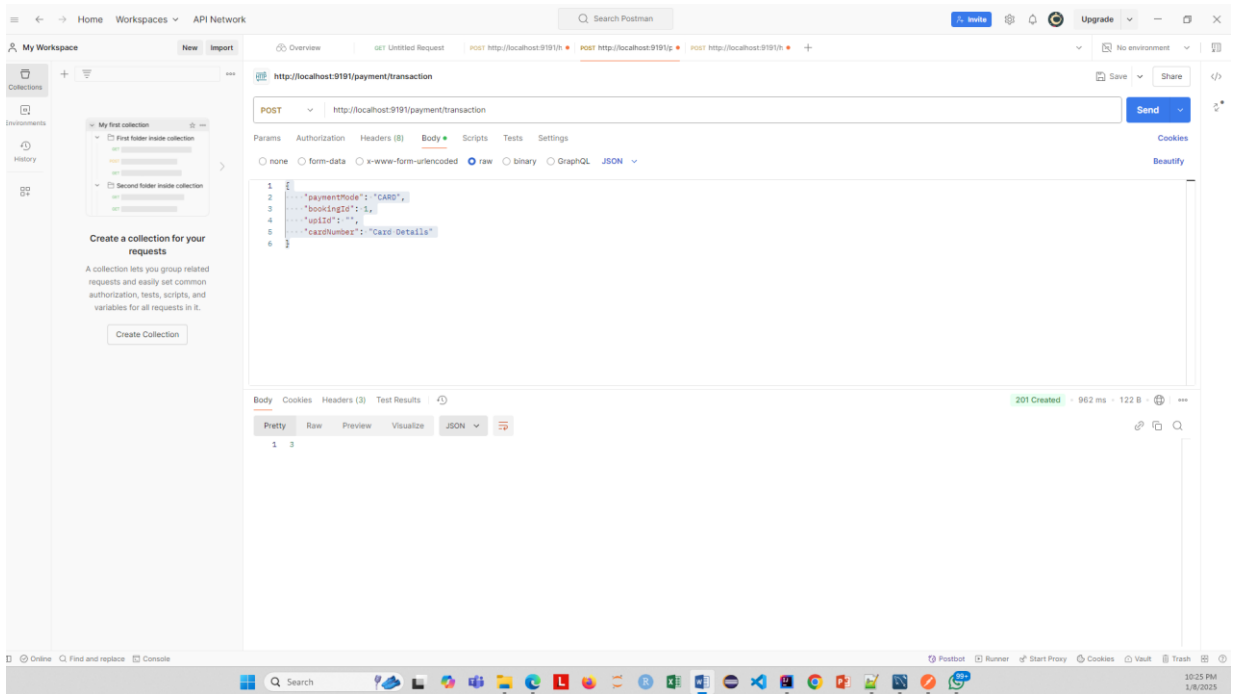 Home Workspaces API Network Search Postman Invite Upgrade
My Workspace New Import Overview GET Untitled Request POST http://localhost:9191/h POST http://localhost:9191/p POST http://localhost:9191/h No environment
Collections
Environments
History
My first collection
First folder inside collection
Second folder inside collection
Create a collection for your
requests
A collection lets you group related
requests and easily set common
authorization, tests, scripts, and
variables for all requests in it.
Create Collection
HTTP http://localhost:9191/payment/transaction Save Share
POST http://localhost:9191/payment/transaction Send
Params Authorization Headers (8) Body Scripts Tests Settings Cookies
none form-data x-www-form-urlencoded raw binary GraphQL JSON Beautify
1 {
2 "paymentMode": "CARD",
3 "bookingId": 1,
4 "upiId": "",
5 "cardNumber": "Card Details"
6 }
Body Cookies Headers (3) Test Results 201 Created 962 ms 122 B
Pretty Raw Preview Visualize JSON
1 3
Online Find and replace Console Postbot Runner Start Proxy Cookies Vault Trash
Search 99+ 10:25 PM
1/8/2025